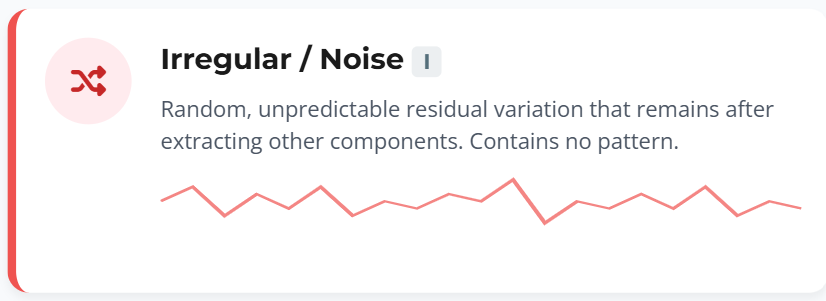 Irregular / Noise I
Random, unpredictable residual variation that remains after
extracting other components. Contains no pattern.